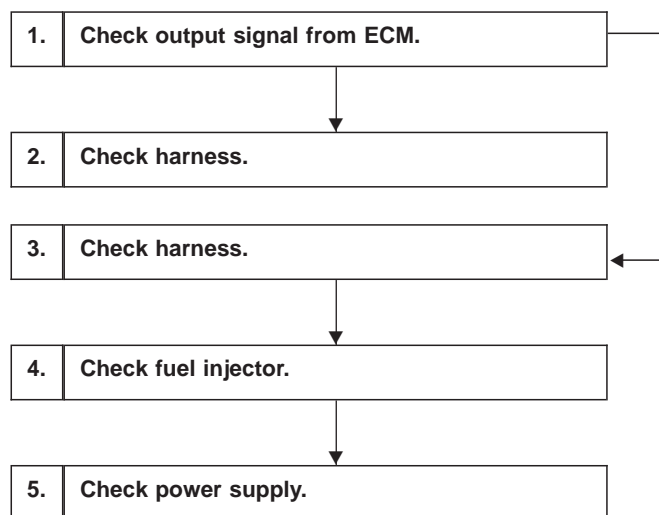 1. Check output signal from ECM.
2. Check harness.
3. Check harness.
4. Check fuel injector.
5. Check power supply.